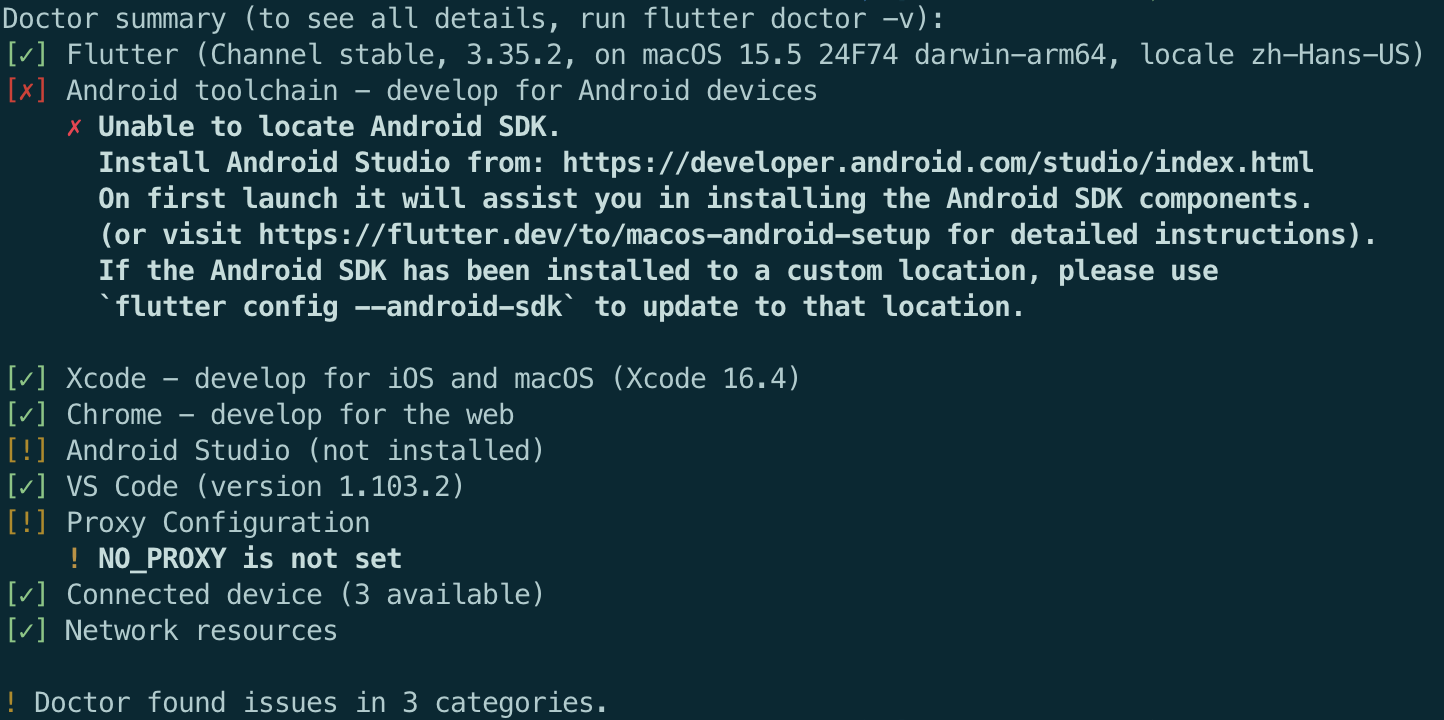 Doctor summary (to see all details, run flutter doctor -v):
[✓] Flutter (Channel stable, 3.35.2, on macOS 15.5 24F74 darwin-arm64, locale zh-Hans-US)
[✗] Android toolchain - develop for Android devices
    ✗ Unable to locate Android SDK.
      Install Android Studio from: https://developer.android.com/studio/index.html
      On first launch it will assist you in installing the Android SDK components.
      (or visit https://flutter.dev/to/macos-android-setup for detailed instructions).
      If the Android SDK has been installed to a custom location, please use
      `flutter config --android-sdk` to update to that location.

[✓] Xcode - develop for iOS and macOS (Xcode 16.4)
[✓] Chrome - develop for the web
[!] Android Studio (not installed)
[✓] VS Code (version 1.103.2)
[!] Proxy Configuration
    ! NO_PROXY is not set
[✓] Connected device (3 available)
[✓] Network resources

! Doctor found issues in 3 categories.